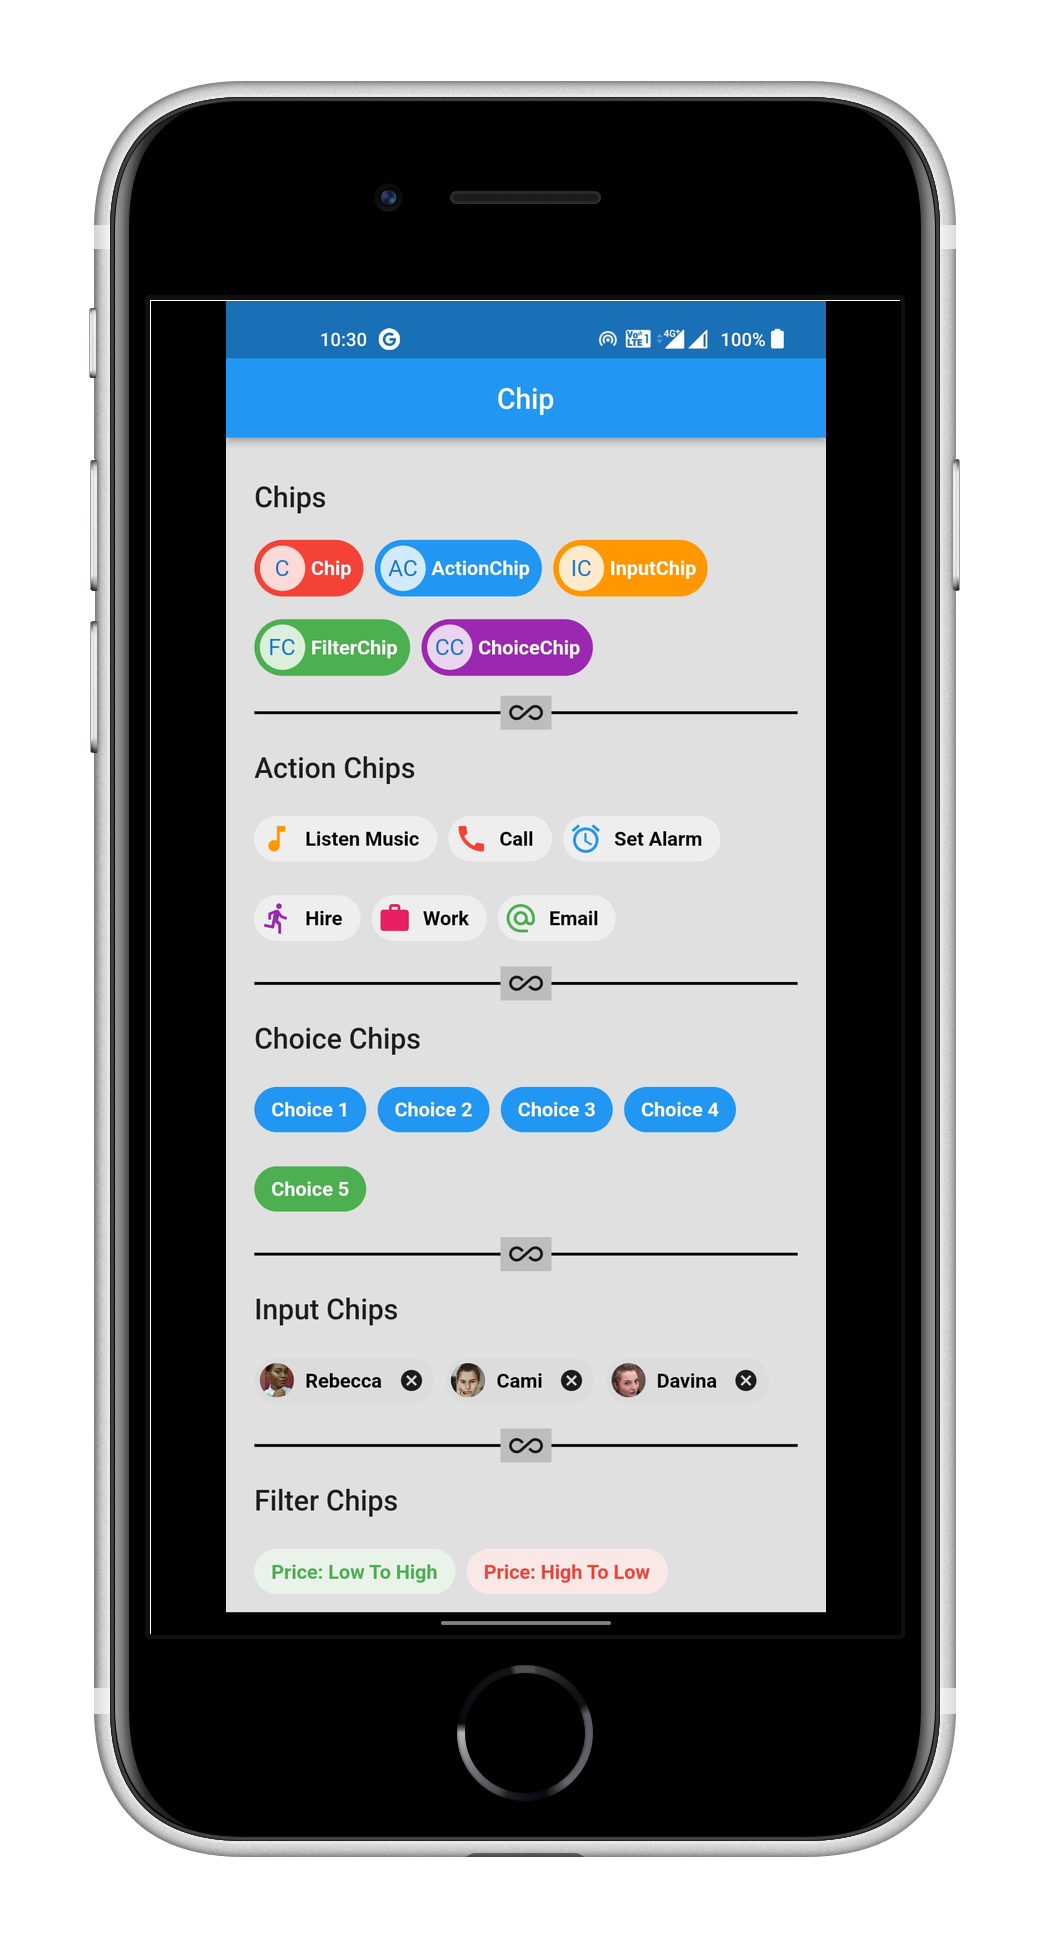 10:30 G VoLTE 1 4G+ 100%
Chip
Chips
C Chip AC ActionChip IC InputChip
FC FilterChip CC ChoiceChip
Action Chips
Listen Music Call Set Alarm
Hire Work @ Email
Choice Chips
Choice 1 Choice 2 Choice 3 Choice 4
Choice 5
Input Chips
Rebecca Cami Davina
Filter Chips
Price: Low To High Price: High To Low